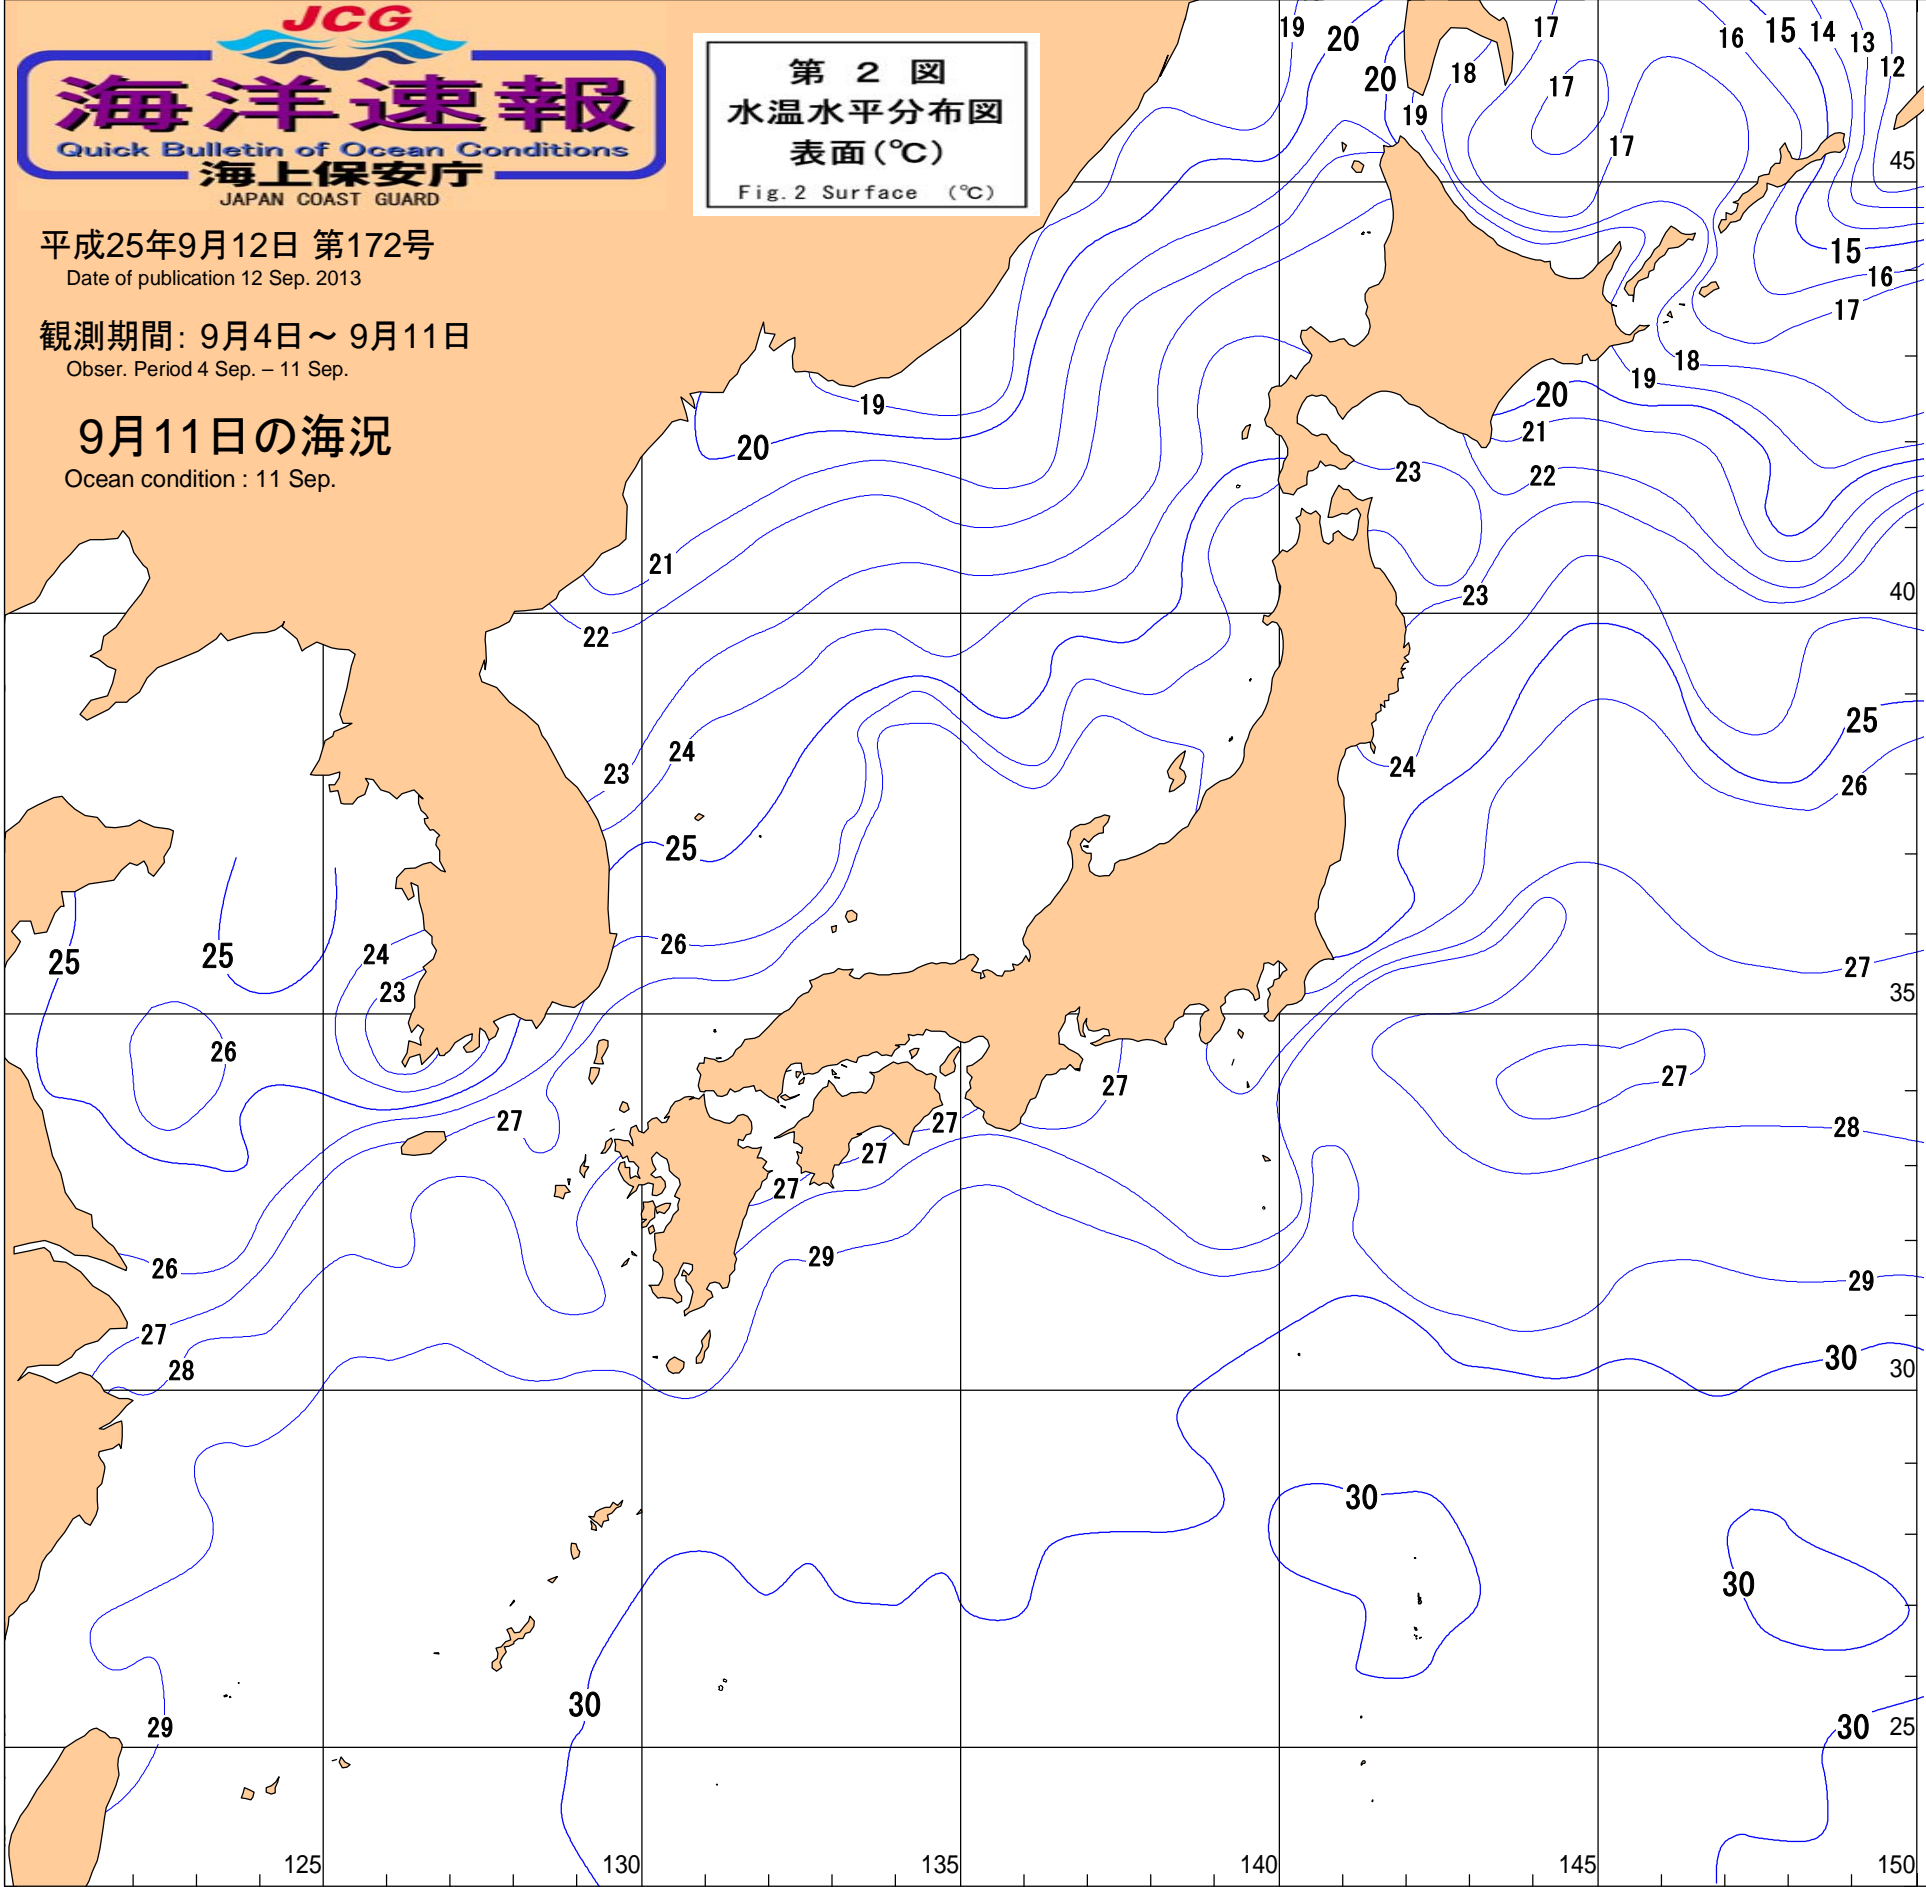 JCG
海洋速報
Quick Bulletin of Ocean Conditions
海上保安庁
JAPAN COAST GUARD
第 2 図
水温水平分布図
表面(℃)
Fig.2 Surface (℃)
平成25年9月12日 第172号
Date of publication 12 Sep. 2013
観測期間: 9月4日～ 9月11日
Obser. Period 4 Sep. – 11 Sep.
9月11日の海況
Ocean condition : 11 Sep.
19 20 17 16 15 14 13 12
20 18 17
19
17
45
15
16
17
18
19
19
20
20
21
22
23
21
40
23
22
25
24
23
24
26
25
26
25
25
24
27
23
35
26
27
27
27
27
28
27
27
29
26
29
27
28
30
30
30
30
30
29
30
25
125 130 135 140 145 150